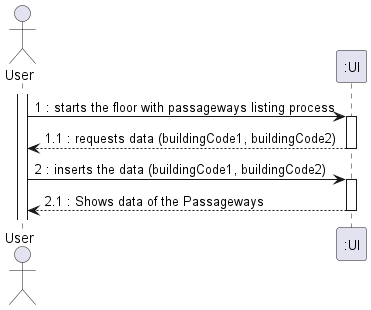 User
:UI
1 : starts the floor with passageways listing process
1.1 : requests data (buildingCode1, buildingCode2)
2 : inserts the data (buildingCode1, buildingCode2)
2.1 : Shows data of the Passageways
User
:UI